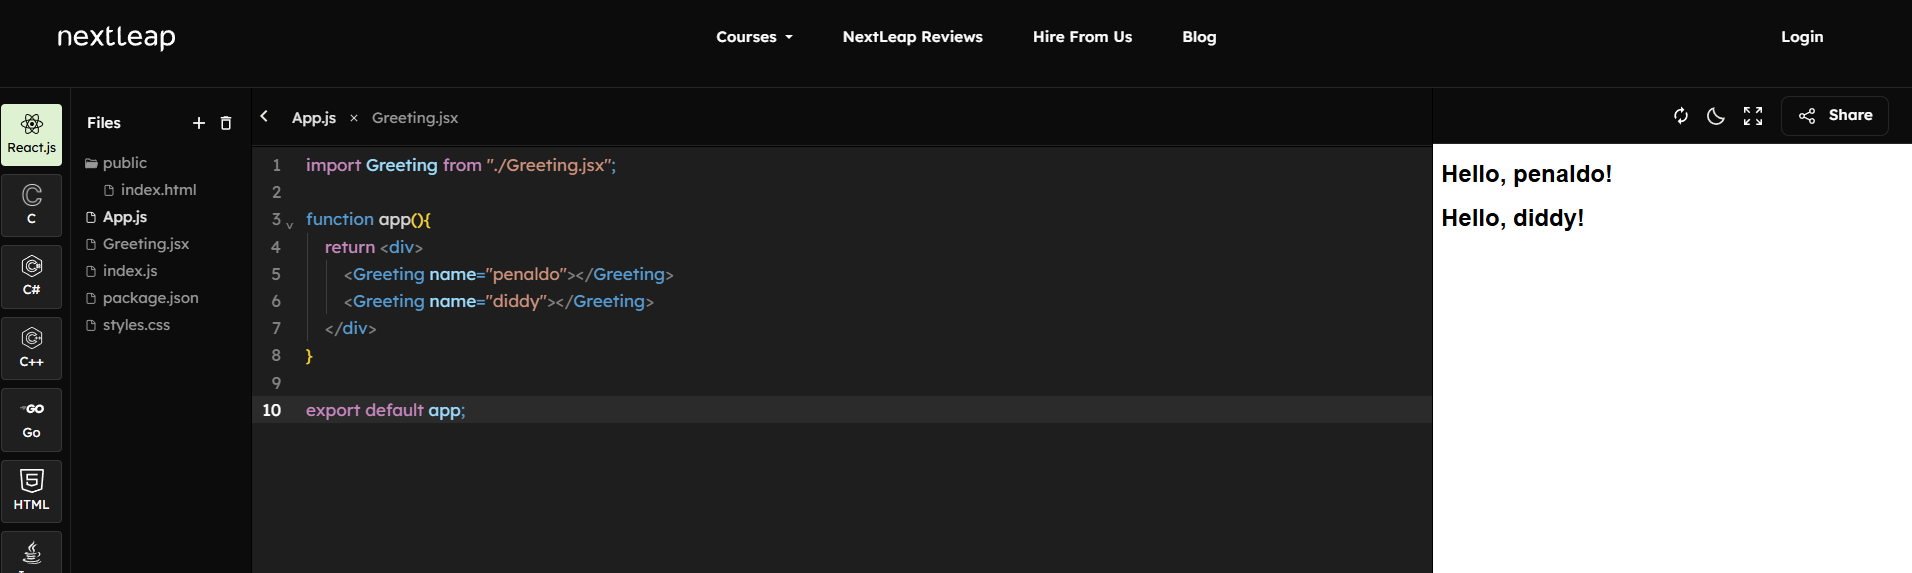 nextleap
Courses
NextLeap Reviews
Hire From Us
Blog
Login
React.js
C
C#
C++
Go
HTML
Files
public
index.html
App.js
Greeting.jsx
index.js
package.json
styles.css
App.js × Greeting.jsx
1 import Greeting from "./Greeting.jsx";
2
3 function app(){
4 return <div>
5 <Greeting name="penaldo"></Greeting>
6 <Greeting name="diddy"></Greeting>
7 </div>
8 }
9
10 export default app;
Share
Hello, penaldo!
Hello, diddy!